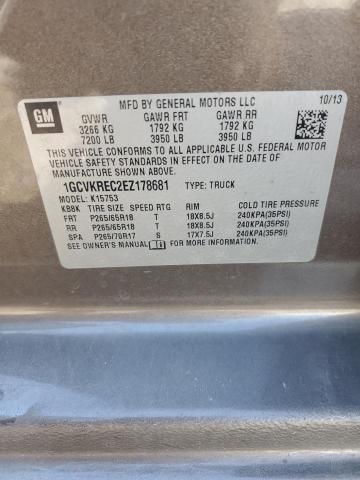 GM
MFD BY GENERAL MOTORS LLC 10/13
GVWR GAWR FRT GAWR RR
3266 KG 1792 KG 1792 KG
7200 LB 3950 LB 3950 LB
THIS VEHICLE CONFORMS TO ALL APPLICABLE U.S. FEDERAL MOTOR
VEHICLE SAFETY STANDARDS IN EFFECT ON THE DATE OF
MANUFACTURE SHOWN ABOVE.
1GCVKREC2EZ178681 TYPE: TRUCK
MODEL: K15753
KBBK TIRE SIZE SPEED RTG RIM COLD TIRE PRESSURE
FRT P265/65R18 T 18X8.5J 240KPA(35PSI)
RR P265/65R18 T 18X8.5J 240KPA(35PSI)
SPA P265/70R17 S 17X7.5J 240KPA(35PSI)
SEE OWNER'S MANUAL FOR MORE INFORMATION